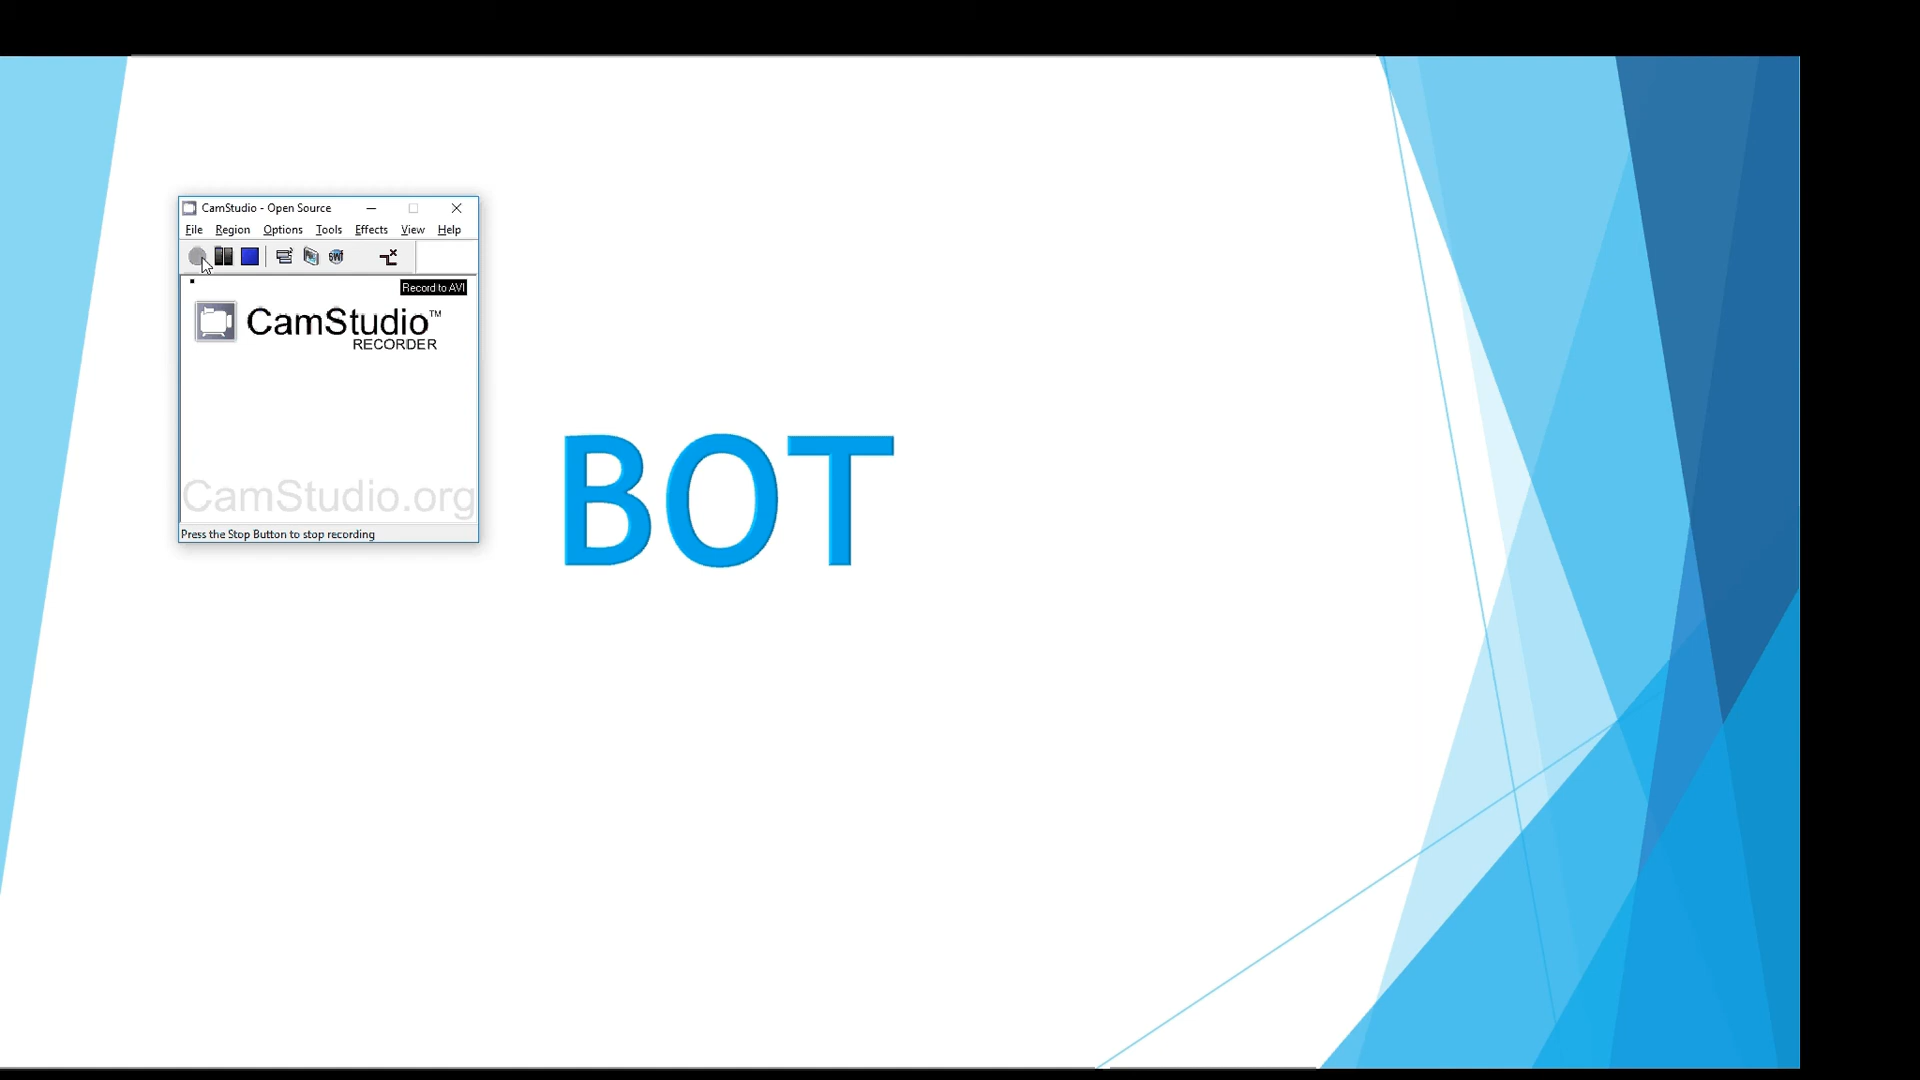 CamStudio - Open Source
File Region Options Tools Effects View Help
SWF
Record to AVI
CamStudio™
RECORDER
CamStudio.org
Press the Stop Button to stop recording
BOT